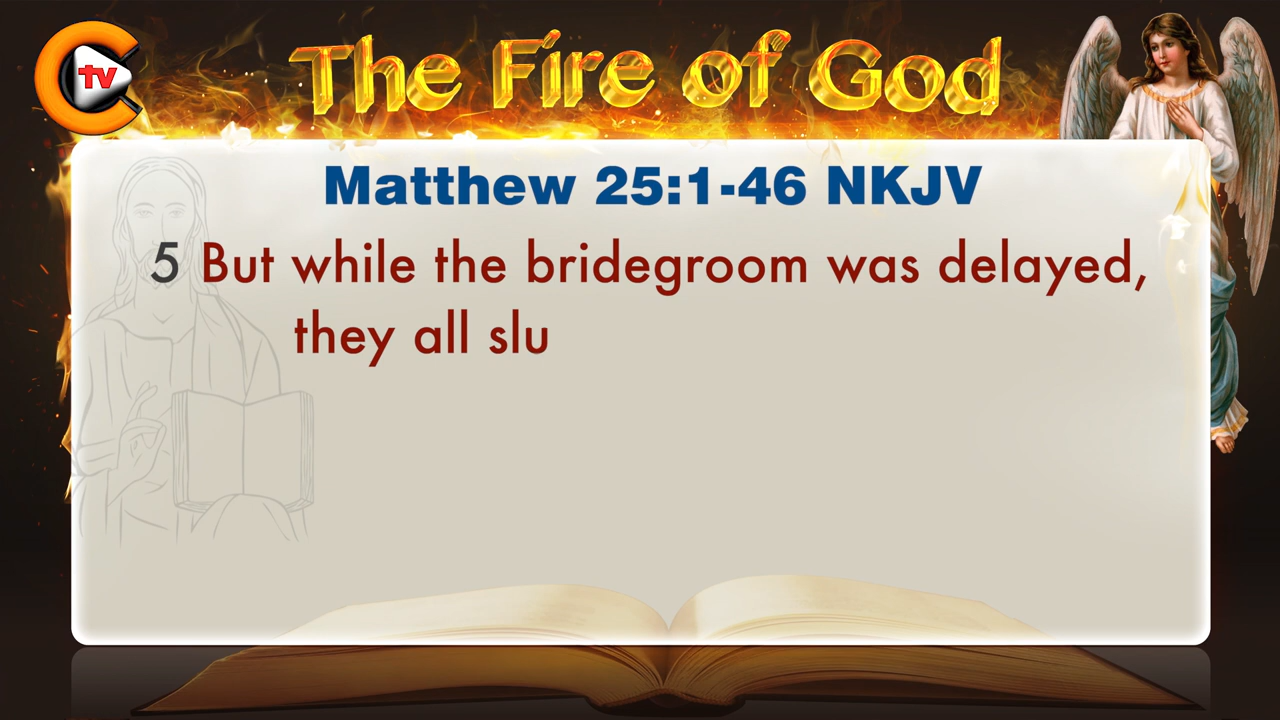 tv
The Fire of God
Matthew 25:1-46 NKJV
5 But while the bridegroom was delayed,
they all slu